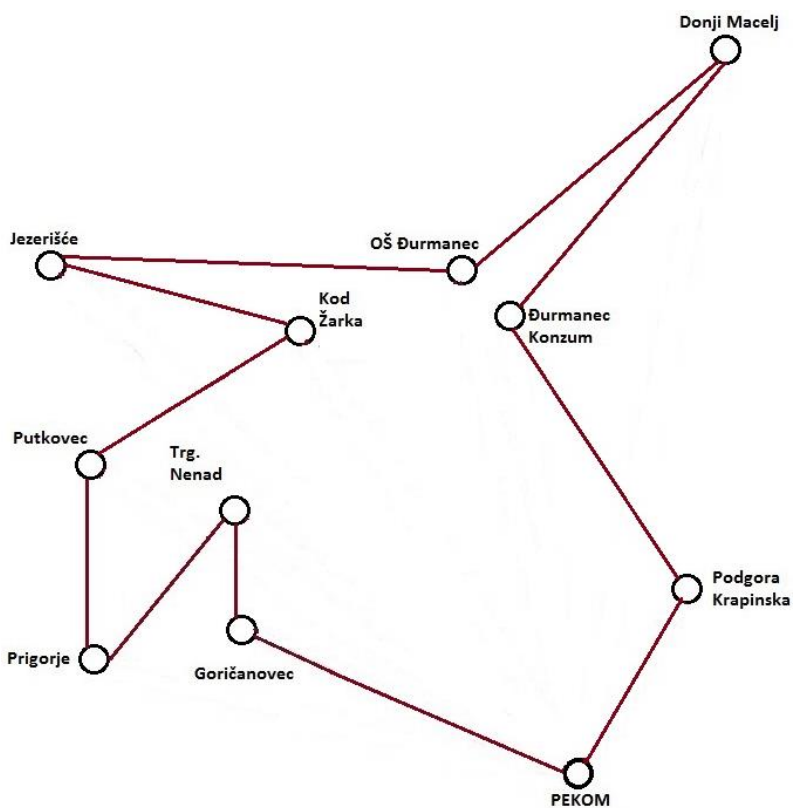 Donji Macelj
Jezerišće
OŠ Đurmanec
Kod
Žarka
Đurmanec
Konzum
Putkovec
Trg.
Nenad
Podgora
Krapinska
Prigorje
Goričanovec
PEKOM